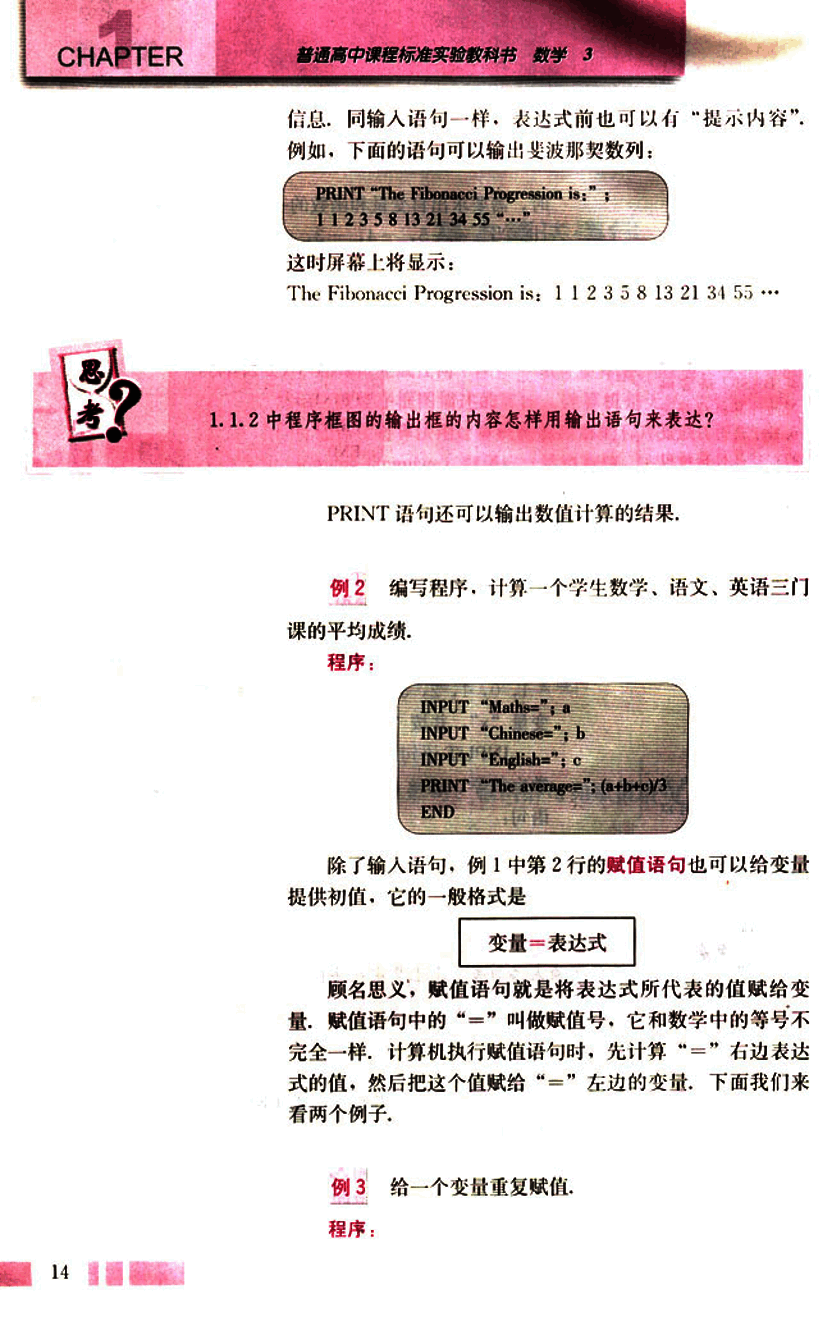 1
CHAPTER
普通高中课程标准实验教科书 数学 3
信息. 同输入语句一样，表达式前也可以有“提示内容”.
例如，下面的语句可以输出斐波那契数列：
PRINT “The Fibonacci Progression is:”；
1 1 2 3 5 8 13 21 34 55 “…”
这时屏幕上将显示：
The Fibonacci Progression is：1 1 2 3 5 8 13 21 34 55 …
思考？
1.1.2中程序框图的输出框的内容怎样用输出语句来表达？
PRINT 语句还可以输出数值计算的结果.
例2 编写程序，计算一个学生数学、语文、英语三门
课的平均成绩.
程序：
INPUT “Maths=”；a
INPUT “Chinese=”；b
INPUT “English=”；c
PRINT “The average=”；(a+b+c)/3
END
除了输入语句，例1中第2行的赋值语句也可以给变量
提供初值，它的一般格式是
变量=表达式
顾名思义，赋值语句就是将表达式所代表的值赋给变
量. 赋值语句中的“=”叫做赋值号，它和数学中的等号不
完全一样. 计算机执行赋值语句时，先计算“=”右边表达
式的值，然后把这个值赋给“=”左边的变量. 下面我们来
看两个例子.
例3 给一个变量重复赋值.
程序：
14